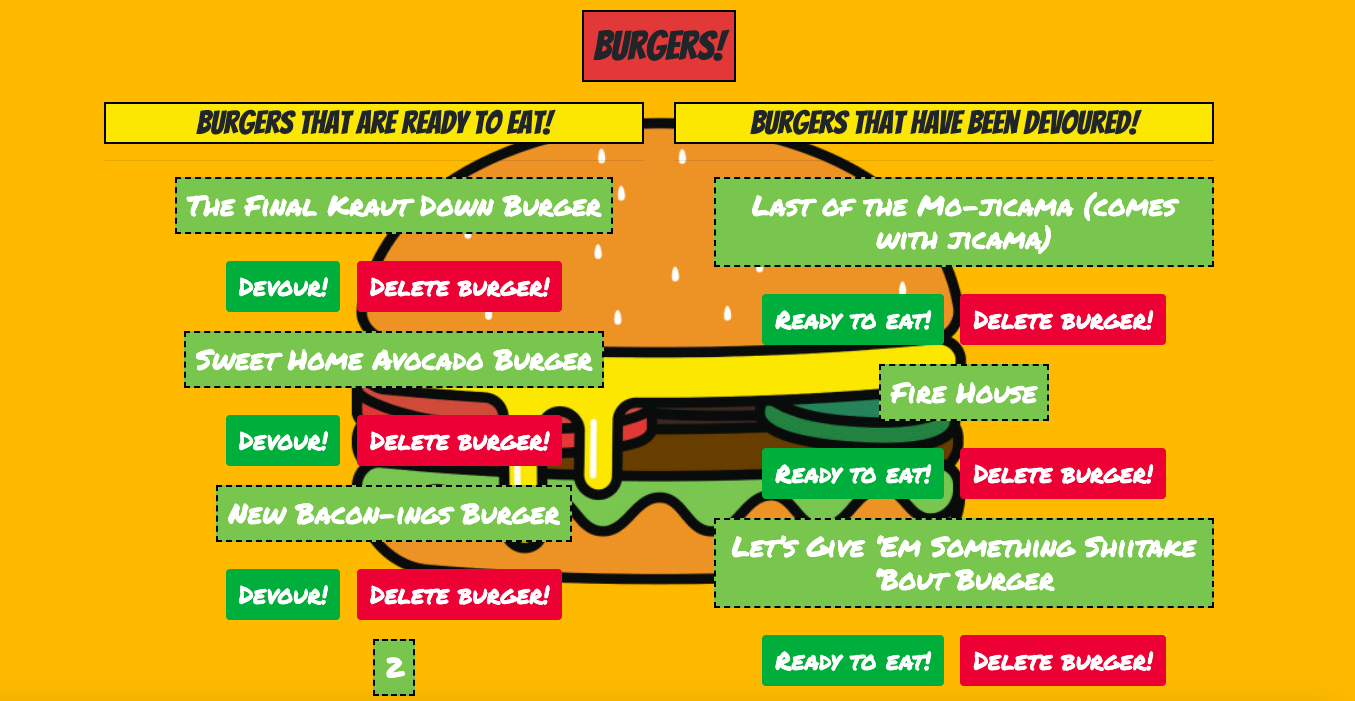 BURGERS!
BURGERS THAT ARE READY TO EAT!
The Final Kraut Down Burger
Devour! Delete burger!
Sweet Home Avocado Burger
Devour! Delete burger!
New Bacon-ings Burger
Devour! Delete burger!
2
BURGERS THAT HAVE BEEN DEVOURED!
Last of the Mo-jicama (comes
with jicama)
Ready to eat! Delete burger!
Fire House
Ready to eat! Delete burger!
Let's Give 'Em Something Shiitake
'Bout Burger
Ready to eat! Delete burger!